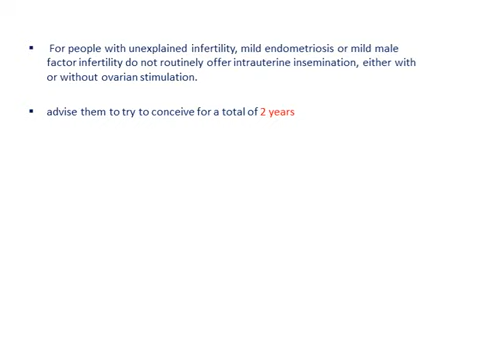 ▪ For people with unexplained infertility, mild endometriosis or mild male
factor infertility do not routinely offer intrauterine insemination, either with
or without ovarian stimulation.
▪ advise them to try to conceive for a total of 2 years